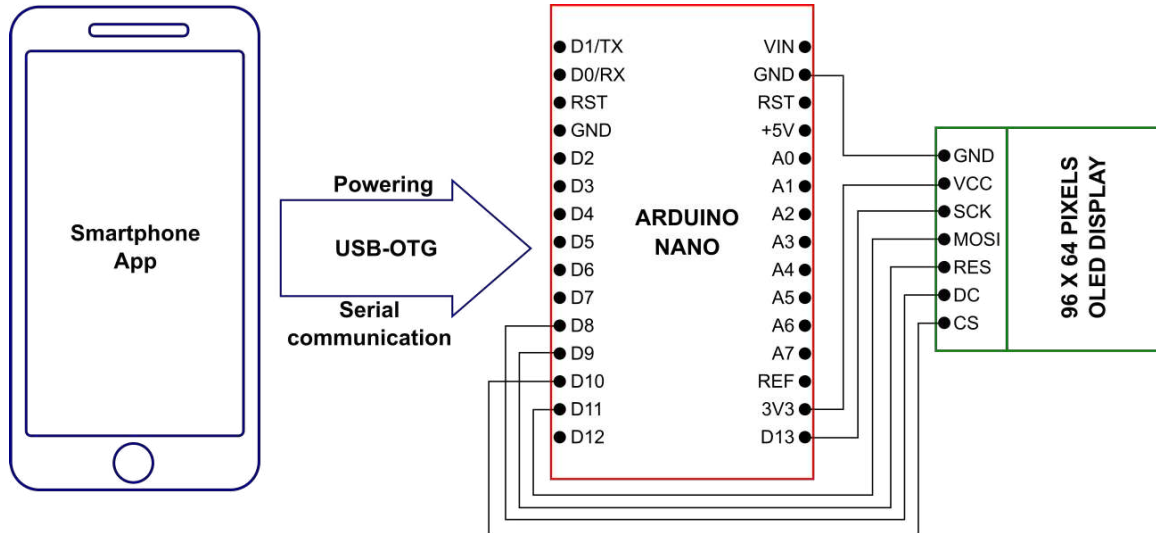 Smartphone
App
Powering
USB-OTG
Serial
communication
D1/TX
D0/RX
RST
GND
D2
D3
D4
D5
D6
D7
D8
D9
D10
D11
D12
ARDUINO
NANO
VIN
GND
RST
+5V
A0
A1
A2
A3
A4
A5
A6
A7
REF
3V3
D13
GND
VCC
SCK
MOSI
RES
DC
CS
96 X 64 PIXELS
OLED DISPLAY